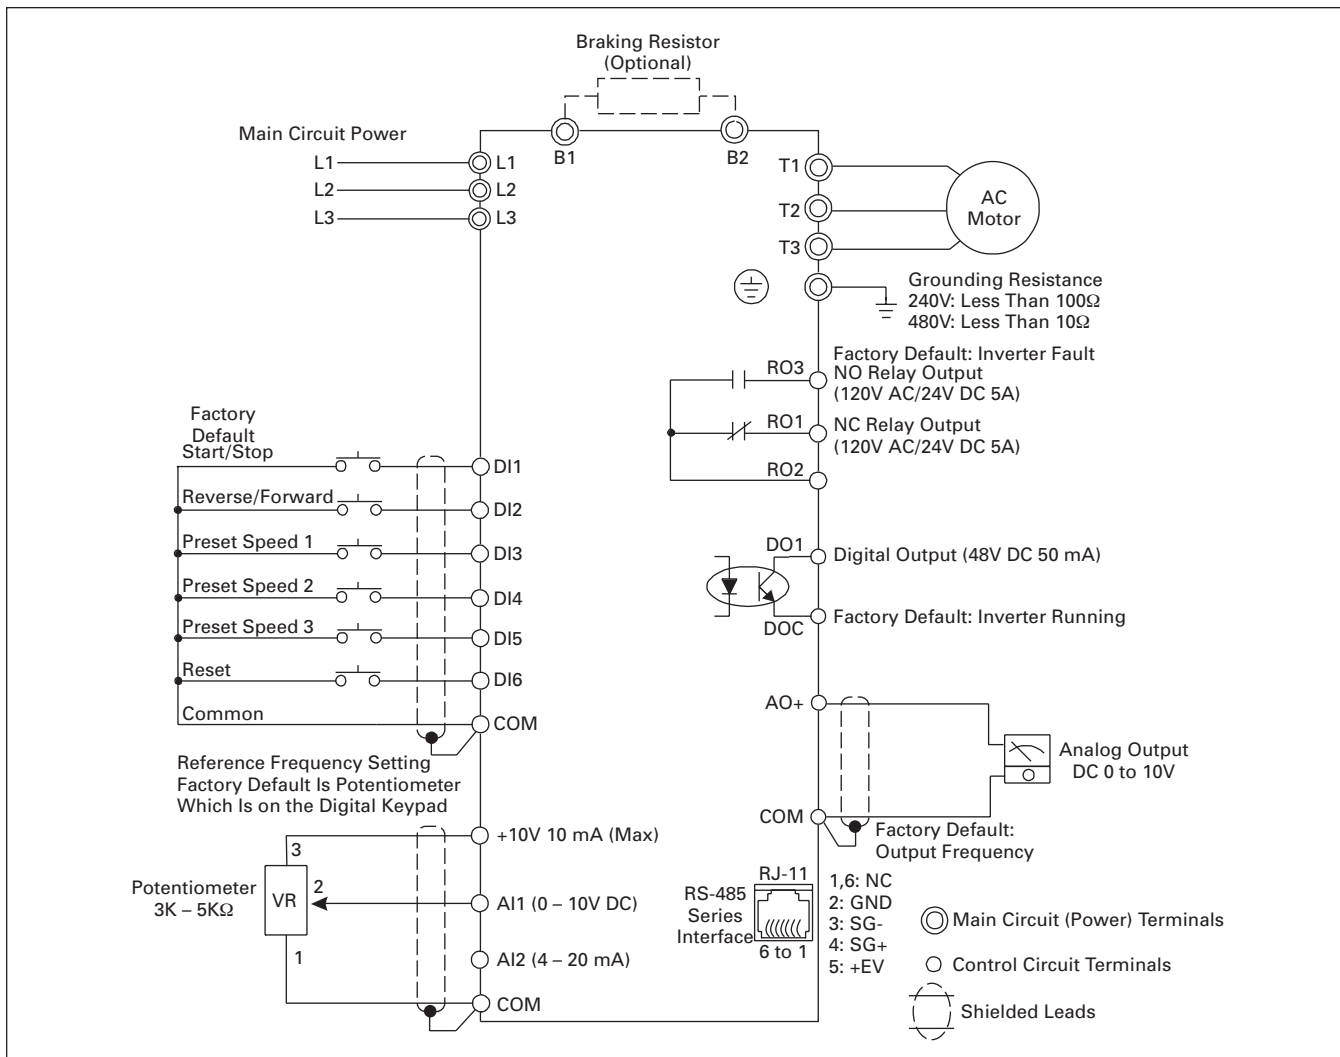 Braking Resistor
(Optional)
B1
B2
Main Circuit Power
L1
L1
L2
L2
L3
L3
T1
T2
T3
AC
Motor
Grounding Resistance
240V: Less Than 100Ω
480V: Less Than 10Ω
Factory Default: Inverter Fault
RO3
NO Relay Output
(120V AC/24V DC 5A)
RO1
NC Relay Output
(120V AC/24V DC 5A)
RO2
Factory
Default
Start/Stop
DI1
Reverse/Forward
DI2
Preset Speed 1
DI3
Preset Speed 2
DI4
Preset Speed 3
DI5
Reset
DI6
Common
COM
DO1
Digital Output (48V DC 50 mA)
DOC
Factory Default: Inverter Running
AO+
Analog Output
DC 0 to 10V
COM
Factory Default:
Output Frequency
Reference Frequency Setting
Factory Default Is Potentiometer
Which Is on the Digital Keypad
+10V 10 mA (Max)
3
Potentiometer
3K – 5KΩ
VR
2
AI1 (0 – 10V DC)
1
AI2 (4 – 20 mA)
COM
RJ-11
RS-485
Series
Interface
6 to 1
1,6: NC
2: GND
3: SG-
4: SG+
5: +EV
Main Circuit (Power) Terminals
Control Circuit Terminals
Shielded Leads